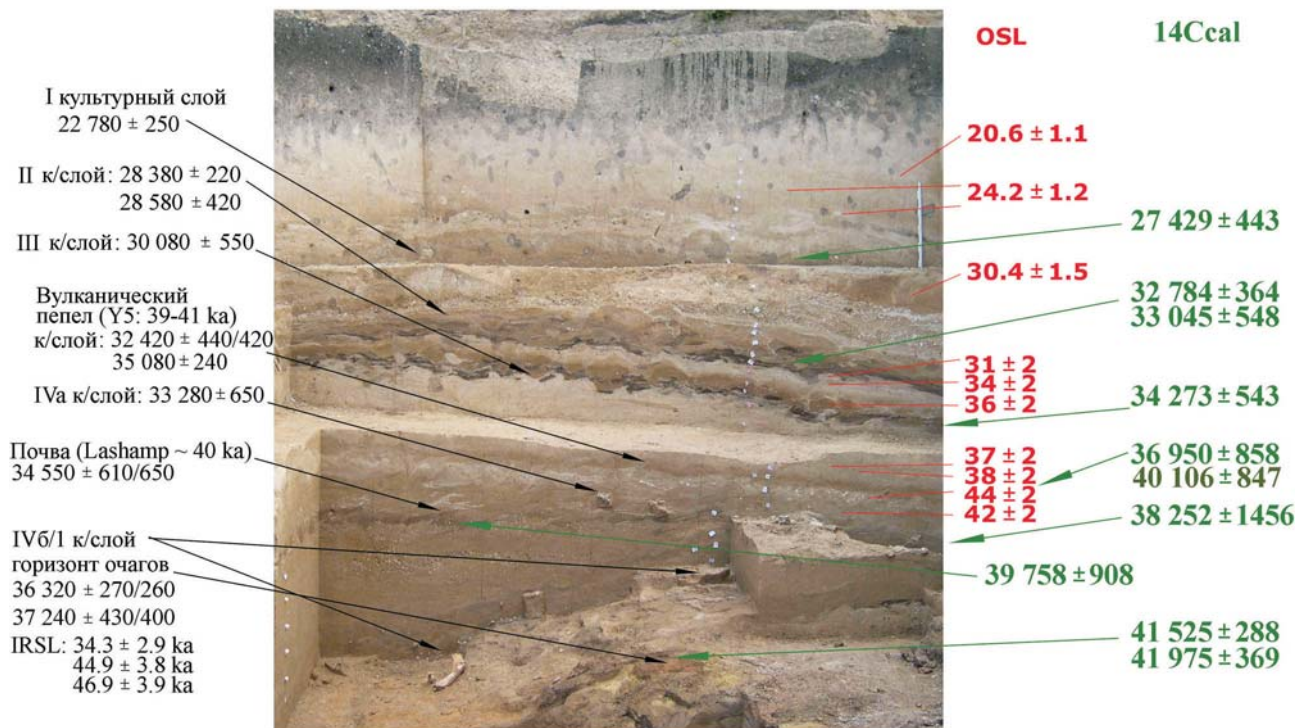 I культурный слой
22 780 ± 250
II к/слой: 28 380 ± 220
28 580 ± 420
III к/слой: 30 080 ± 550
Вулканический
пепел (Y5: 39-41 ka)
к/слой: 32 420 ± 440/420
35 080 ± 240
IVa к/слой: 33 280 ± 650
Почва (Lashamp ~ 40 ka)
34 550 ± 610/650
IVб/1 к/слой
горизонт очагов
36 320 ± 270/260
37 240 ± 430/400
IRSL: 34.3 ± 2.9 ka
44.9 ± 3.8 ka
46.9 ± 3.9 ka
OSL
20.6 ± 1.1
24.2 ± 1.2
30.4 ± 1.5
31 ± 2
34 ± 2
36 ± 2
37 ± 2
38 ± 2
44 ± 2
42 ± 2
14Ccal
27 429 ± 443
32 784 ± 364
33 045 ± 548
34 273 ± 543
36 950 ± 858
40 106 ± 847
38 252 ± 1456
39 758 ± 908
41 525 ± 288
41 975 ± 369